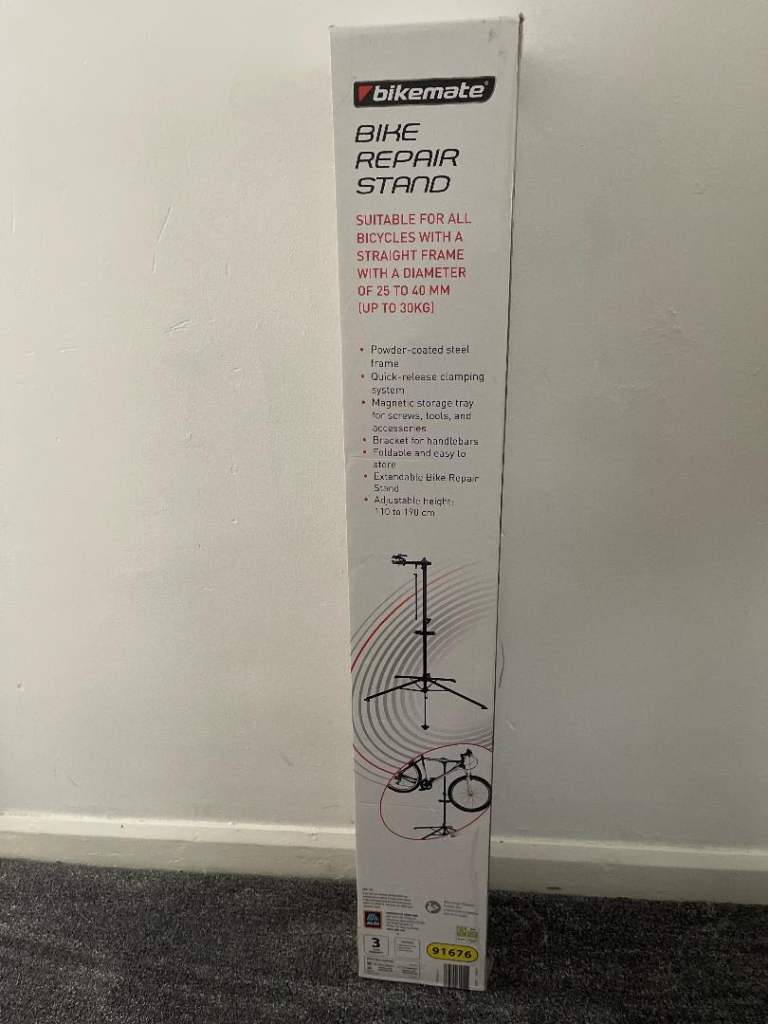 bikemate
BIKE
REPAIR
STAND
SUITABLE FOR ALL
BICYCLES WITH A
STRAIGHT FRAME
WITH A DIAMETER
OF 25 TO 40 MM
(UP TO 30KG)
• Powder-coated steel
frame
• Quick-release clamping
system
• Magnetic storage tray
for screws, tools, and
accessories
• Bracket for handlebars
• Foldable and easy to
store
• Extendable Bike Repair
Stand
• Adjustable height:
110 to 190 cm
ALDI
3
91676